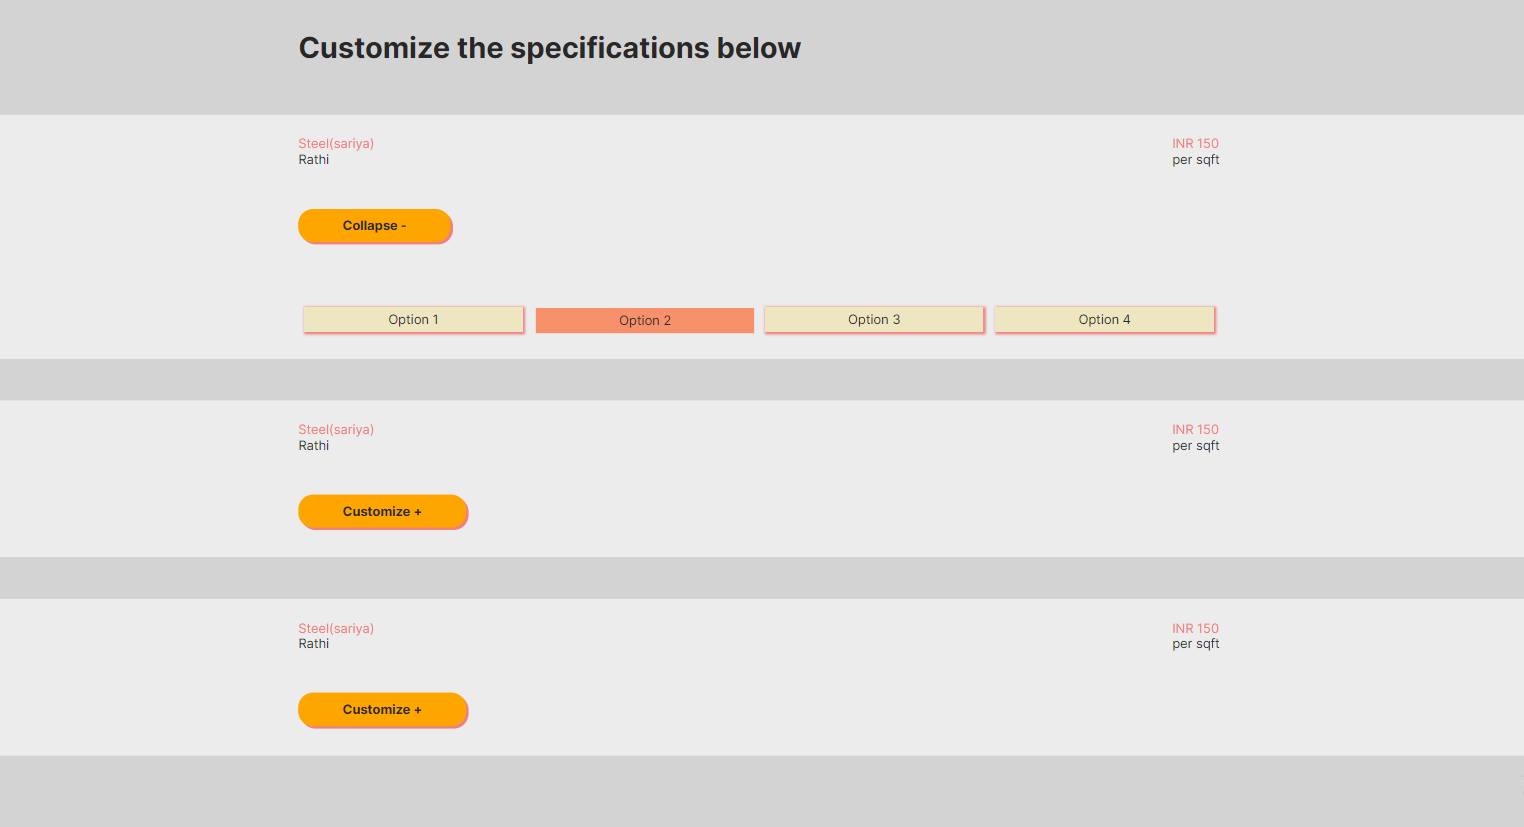 Customize the specifications below
Steel(sariya)
INR 150
Rathi
per sqft
Collapse -
Option 1
Option 2
Option 3
Option 4
Steel(sariya)
INR 150
Rathi
per sqft
Customize +
Steel(sariya)
INR 150
Rathi
per sqft
Customize +